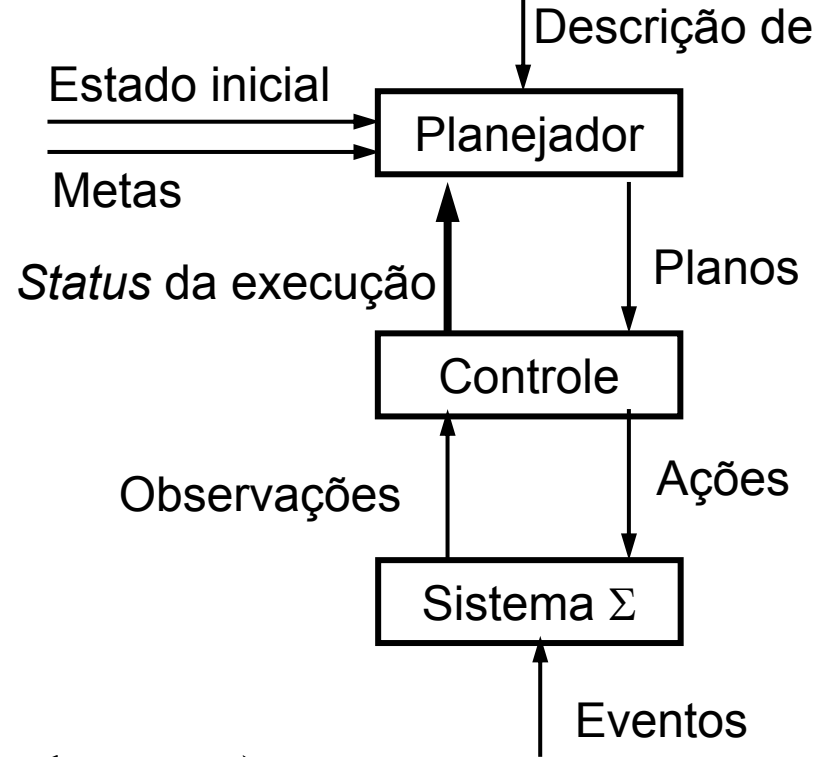 Descrição de
Estado inicial
Planejador
Metas
Status da execução
Planos
Controle
Observações
Ações
Sistema Σ
Eventos